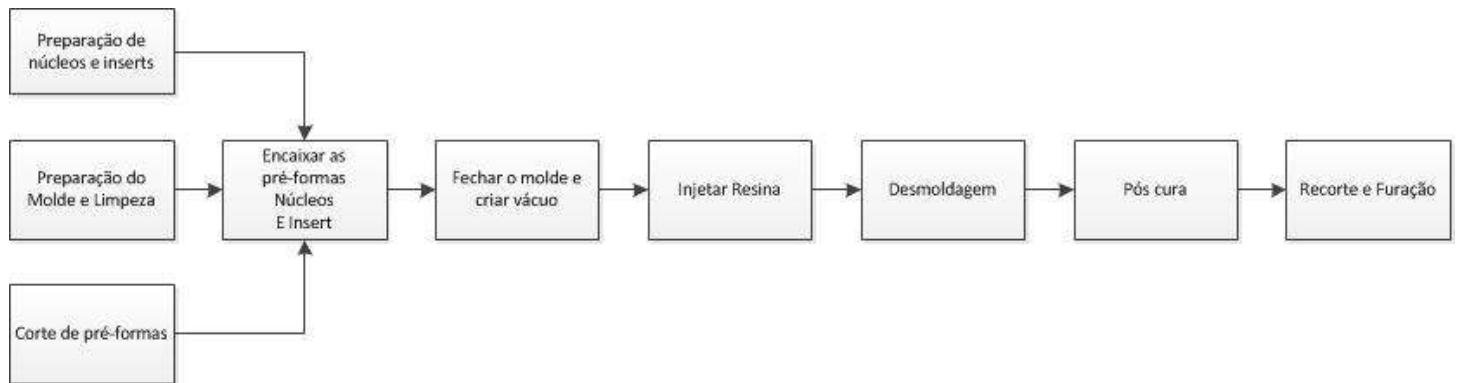 Preparação de
núcleos e inserts
Preparação do
Molde e Limpeza
Corte de pré-formas
Encaixar as
pré-formas
Núcleos
E Insert
Fechar o molde e
criar vácuo
Injetar Resina
Desmoldagem
Pós cura
Recorte e Furação